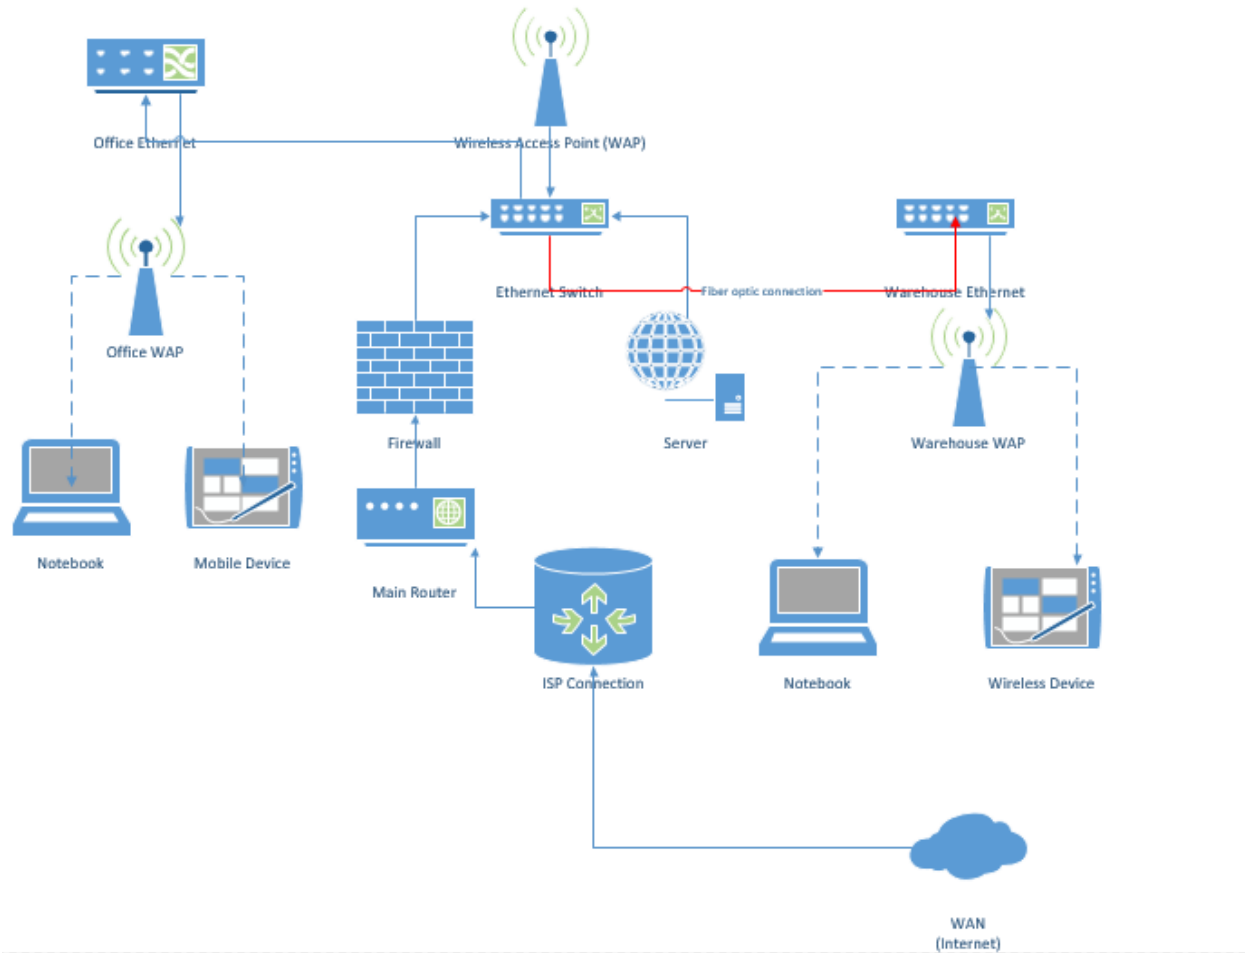 Office Ethernet
Wireless Access Point (WAP)
Ethernet Switch
Fiber optic connection
Warehouse Ethernet
Office WAP
Firewall
Server
Warehouse WAP
Notebook
Mobile Device
Main Router
ISP Connection
Notebook
Wireless Device
WAN
(Internet)